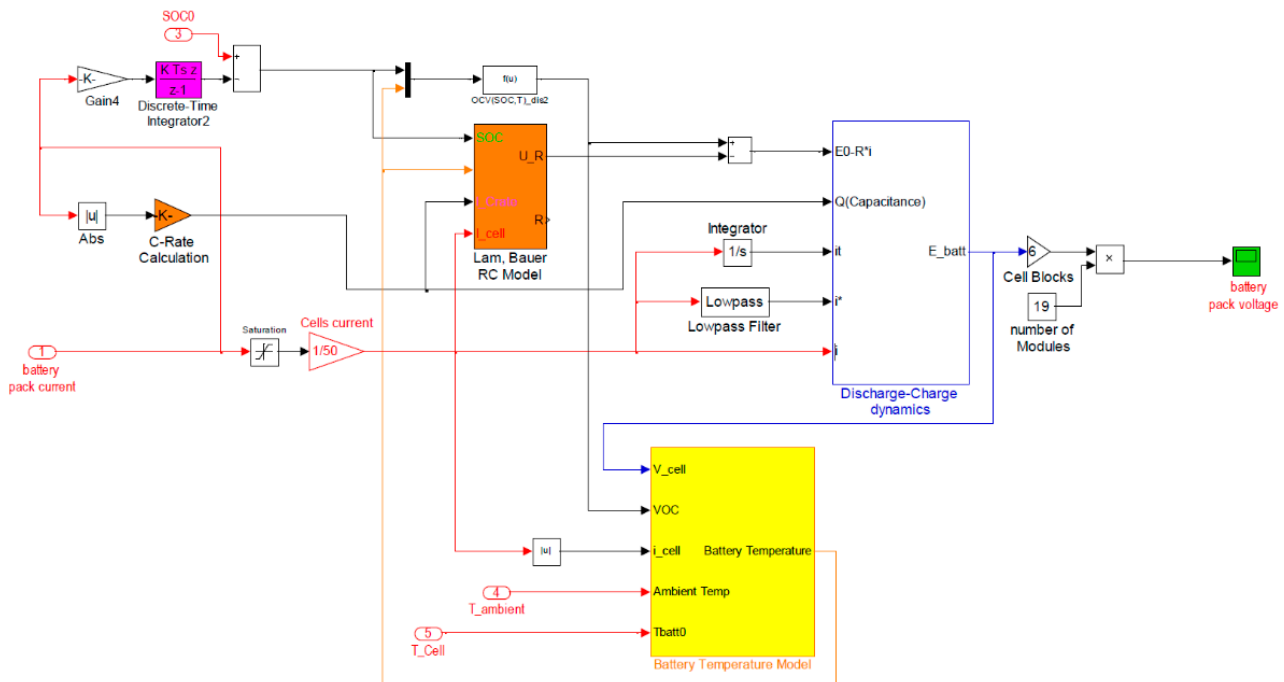 SOC0
3
-K-
Gain4
K Ts z
z-1
Discrete-Time
Integrator2
+
−
f(u)
OCV(SOC,T)_dis2
SOC
U_R
I_Cell
R
Lam, Bauer
RC Model
|u|
Abs
-K-
C-Rate
Calculation
+
−
E0-R*i
Q(Capacitance)
it
i*
i
E_batt
Discharge-Charge
dynamics
Integrator
1/s
Lowpass
Lowpass Filter
6
Cell Blocks
19
number of
Modules
×
battery
pack voltage
Cells current
Saturation
1/50
1
battery
pack current
V_cell
VOC
i_cell
Battery Temperature
Ambient Temp
Tbatt0
Battery Temperature Model
|u|
4
T_ambient
5
T_Cell